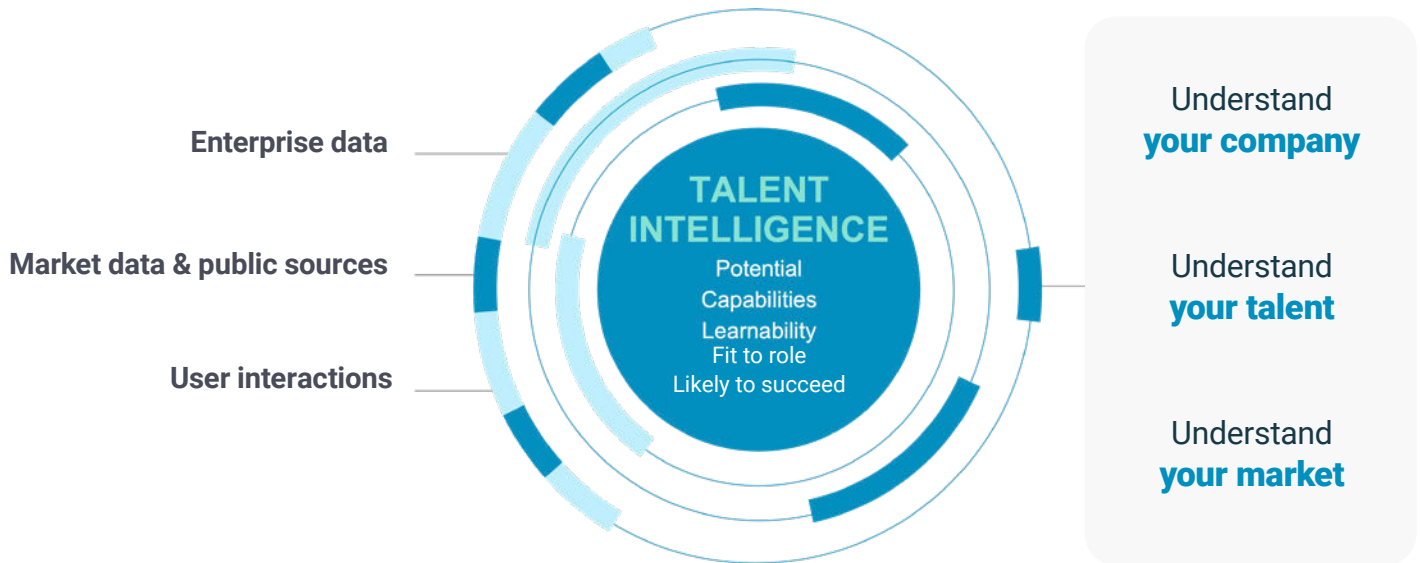 Enterprise data
Market data & public sources
User interactions
TALENT
INTELLIGENCE
Potential
Capabilities
Learnability
Fit to role
Likely to succeed
Understand
your company
Understand
your talent
Understand
your market